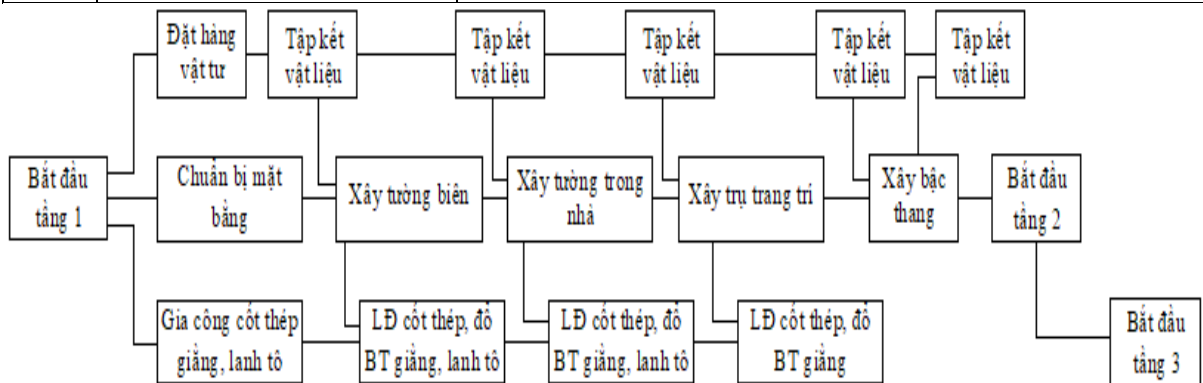 Đặt hàng
vật tư
Tập kết
vật liệu
Tập kết
vật liệu
Tập kết
vật liệu
Tập kết
vật liệu
Tập kết
vật liệu
Bắt đầu
tầng 1
Chuẩn bị mặt
bằng
Xây tường biên
Xây tường trong
nhà
Xây trụ trang trí
Xây bậc
thang
Bắt đầu
tầng 2
Gia công cốt thép
giằng, lanh tô
LĐ cốt thép, đổ
BT giằng, lanh tô
LĐ cốt thép, đổ
BT giằng, lanh tô
LĐ cốt thép, đổ
BT giằng
Bắt đầu
tầng 3